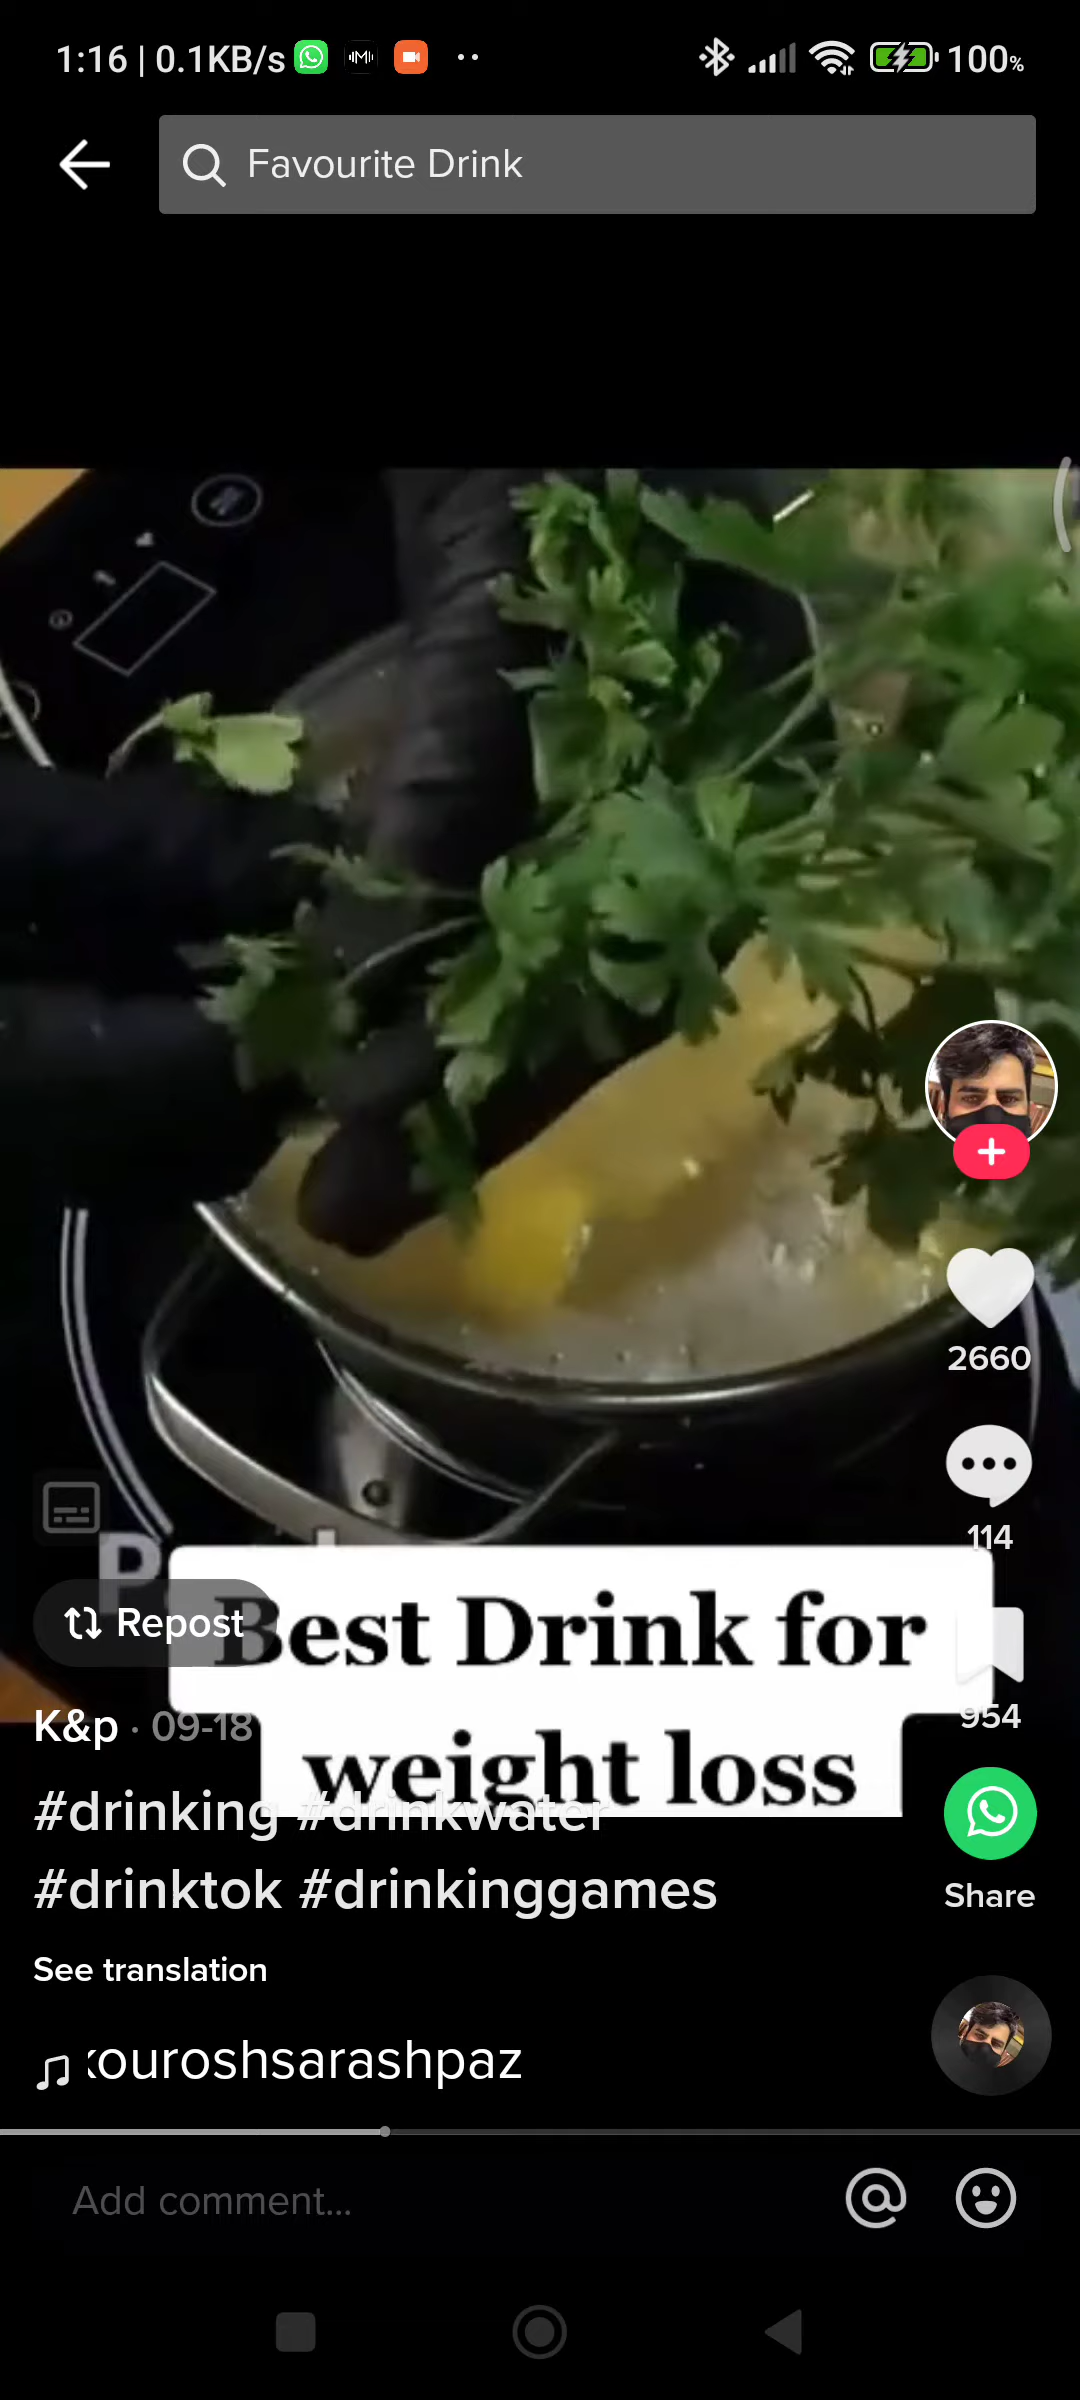 1:16 | 0.1KB/s
100%
Favourite Drink
Best Drink for
weight loss
2660
114
954
Repost
K&p · 09-18
#drinking #drinkwater
#drinktok #drinkinggames
Share
See translation
kouroshsarashpaz
Add comment...